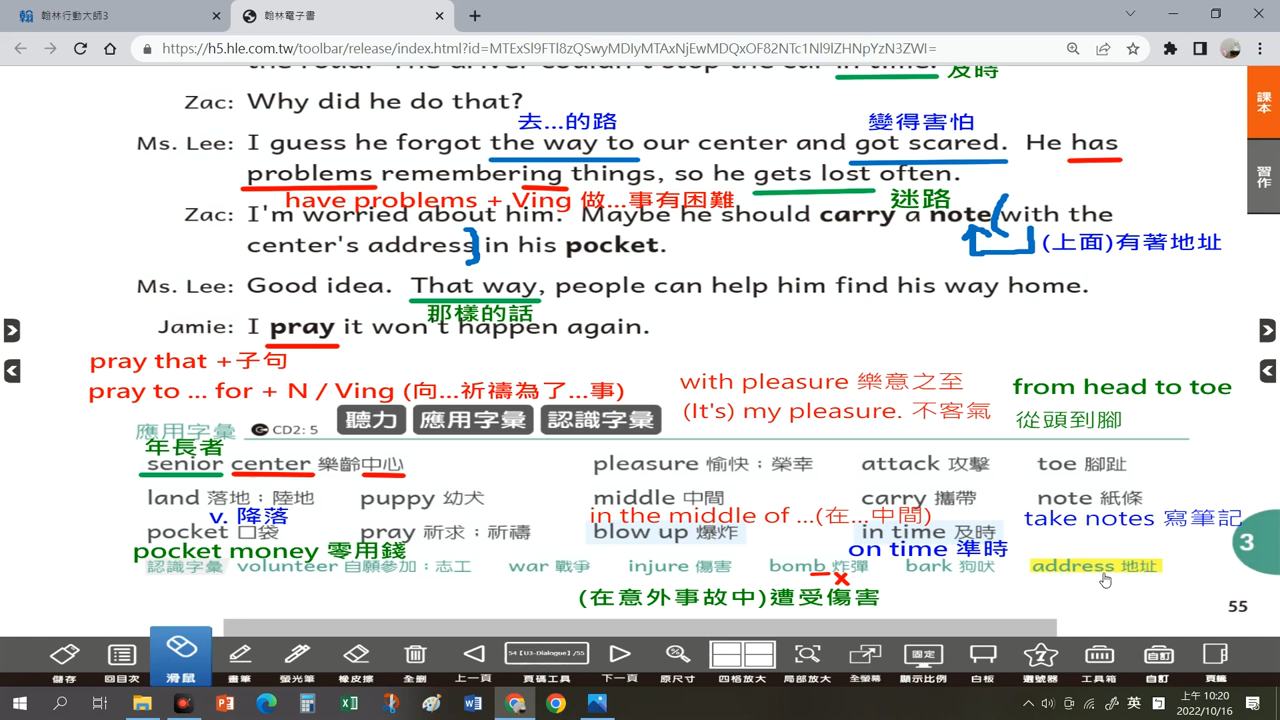 翰林行動大師3
翰林電子書
https://h5.hle.com.tw/toolbar/release/index.html?id=MTExSl9FTl8zQSwyMDIyMTAxNjEwMDQxOF82NTc1Nl9lZHNpYzN3ZWI=
the road. The driver couldn't stop the car in time. 及時
Zac: Why did he do that?
去...的路 變得害怕
Ms. Lee: I guess he forgot the way to our center and got scared. He has
problems remembering things, so he gets lost often.
have problems + Ving 做...事有困難 迷路
Zac: I'm worried about him. Maybe he should carry a note with the
center's address in his pocket. (上面)有著地址
Ms. Lee: Good idea. That way, people can help him find his way home.
那樣的話
Jamie: I pray it won't happen again.
pray that +子句
pray to ... for + N / Ving (向...祈禱為了...事)
with pleasure 樂意之至
(It's) my pleasure. 不客氣
from head to toe
從頭到腳
應用字彙 CD2: 5 聽力 應用字彙 認識字彙
年長者
senior center 樂齡中心 pleasure 愉快；榮幸 attack 攻擊 toe 腳趾
land 落地；陸地 puppy 幼犬 middle 中間 carry 攜帶 note 紙條
v. 降落 in the middle of ...(在...中間) take notes 寫筆記
pocket 口袋 pray 祈求；祈禱 blow up 爆炸 in time 及時
pocket money 零用錢 on time 準時
認識字彙 volunteer 自願參加；志工 war 戰爭 injure 傷害 bomb 炸彈 bark 狗吠 address 地址
(在意外事故中)遭受傷害
3
55
課本
習作
54【U3-Dialogue】/55
儲存 回目次 滑鼠 畫筆 螢光筆 橡皮擦 全刪 上一頁 頁碼工具 下一頁 原尺寸 四格放大 局部放大 全螢幕 固定 顯示比例 白板 選號器 工具箱 自訂 自訂 頁籤
英
上午 10:20
2022/10/16